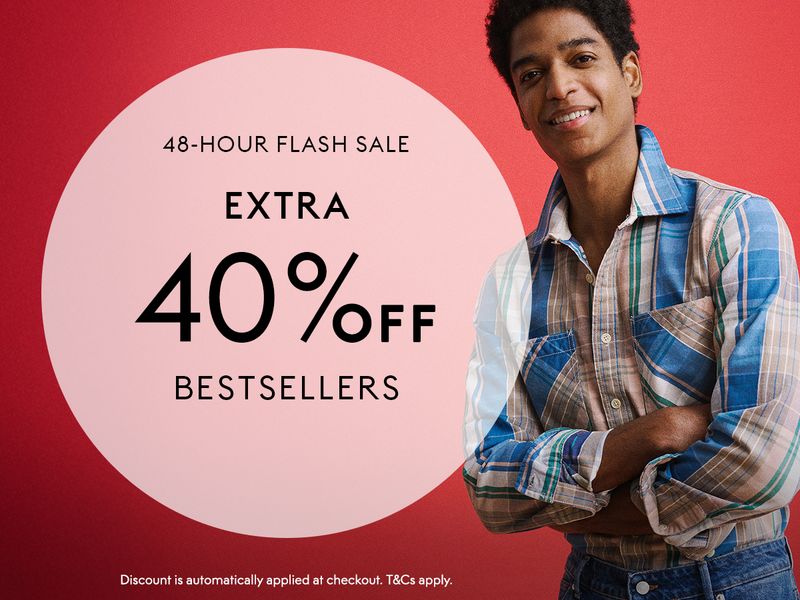 48-HOUR FLASH SALE
EXTRA
40% OFF
BESTSELLERS
Discount is automatically applied at checkout. T&Cs apply.